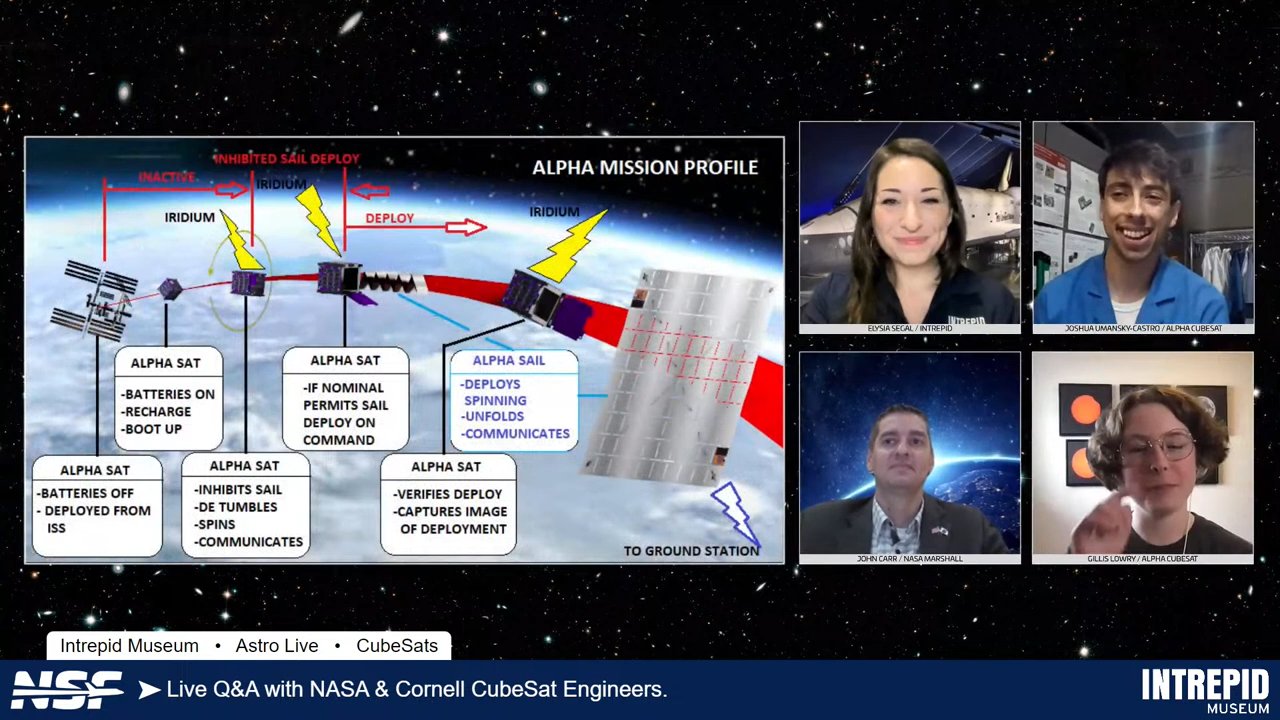 ALPHA MISSION PROFILE
INHIBITED SAIL DEPLOY
INACTIVE
IRIDIUM
IRIDIUM
DEPLOY
IRIDIUM
ALPHA SAT
-BATTERIES ON
-RECHARGE
-BOOT UP
ALPHA SAT
-IF NOMINAL
PERMITS SAIL
DEPLOY ON
COMMAND
ALPHA SAIL
-DEPLOYS
SPINNING
-UNFOLDS
-COMMUNICATES
ALPHA SAT
-BATTERIES OFF
- DEPLOYED FROM
ISS
ALPHA SAT
-INHIBITS SAIL
-DE TUMBLES
-SPINS
-COMMUNICATES
ALPHA SAT
-VERIFIES DEPLOY
-CAPTURES IMAGE
OF DEPLOYMENT
TO GROUND STATION
INTREPID
ELYSIA SEGAL / INTREPID
JOSHUA UMANSKY-CASTRO / ALPHA CUBESAT
JOHN CARR / NASA MARSHALL
GILLIS LOWRY / ALPHA CUBESAT
Intrepid Museum • Astro Live • CubeSats
NSF
Live Q&A with NASA & Cornell CubeSat Engineers.
INTREPID
MUSEUM